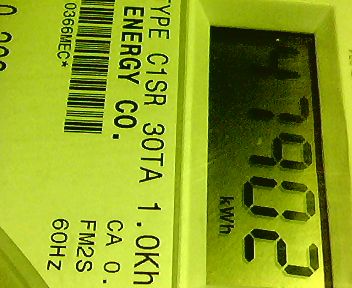 47902
kWh
TYPE C1SR 30TA 1.0Kh
ENERGY CO.
CA 0.
FM2S
60Hz
0366MEC*